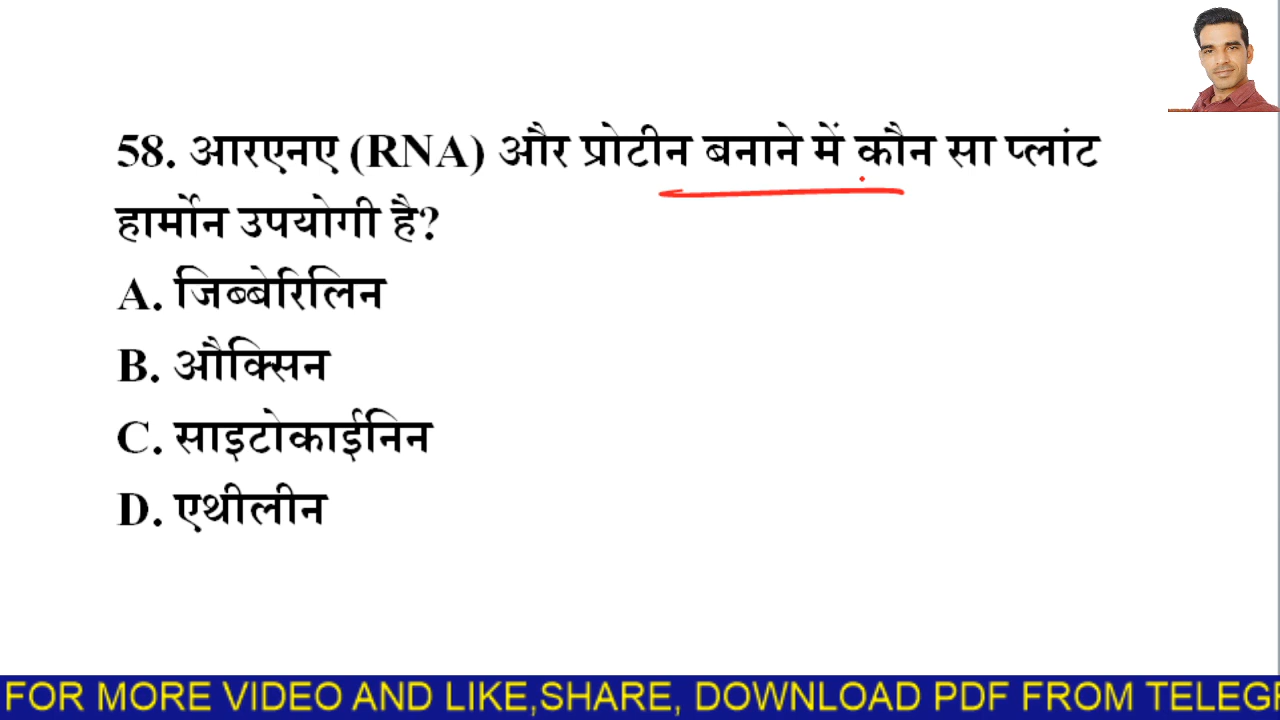 58. आरएनए (RNA) और प्रोटीन बनाने में कौन सा प्लांट
हार्मोन उपयोगी है?
A. जिब्बेरिलिन
B. औक्सिन
C. साइटोकाईनिन
D. एथीलीन
FOR MORE VIDEO AND LIKE,SHARE, DOWNLOAD PDF FROM TELEG